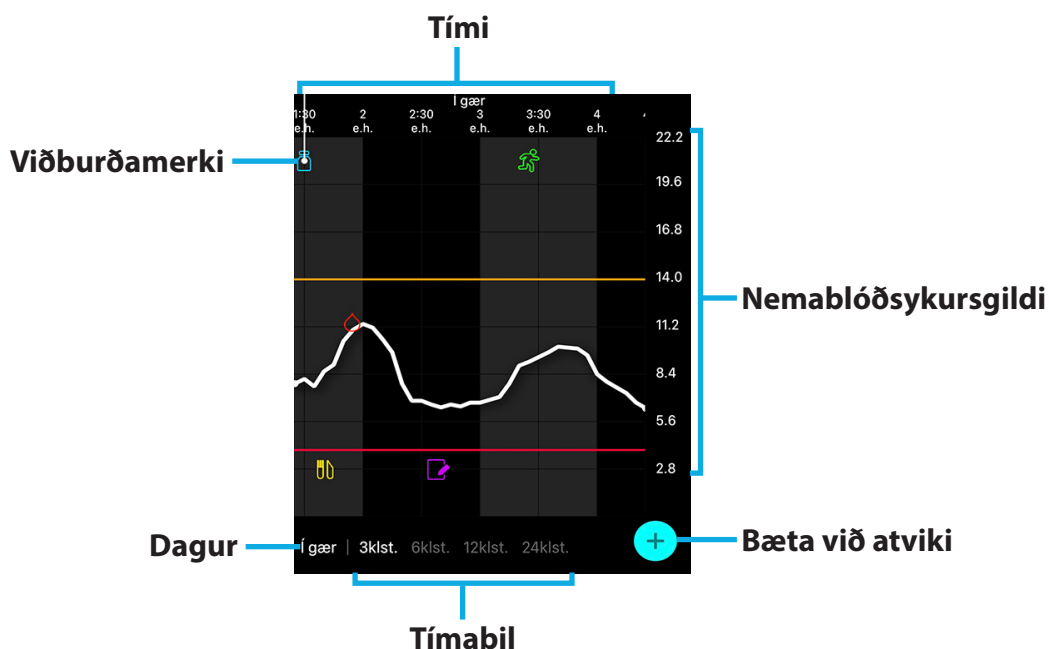 Tími
Í gær
1:30 2 2:30 3 3:30 4
e.h. e.h. e.h. e.h. e.h. e.h.
22.2
Viðburðamerki
19.6
16.8
14.0
Nemablóðsykursgildi
11.2
8.4
5.6
2.8
Dagur
Í gær | 3klst. 6klst. 12klst. 24klst.
+
Bæta við atviki
Tímabil